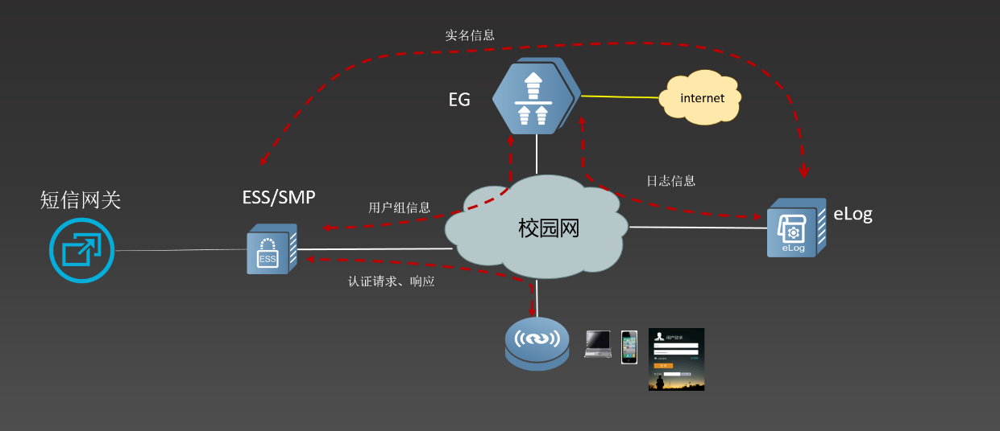 实名信息
EG
internet
日志信息
短信网关
ESS/SMP
用户组信息
校园网
eLog
ESS
eLog
认证请求、响应
用户登录